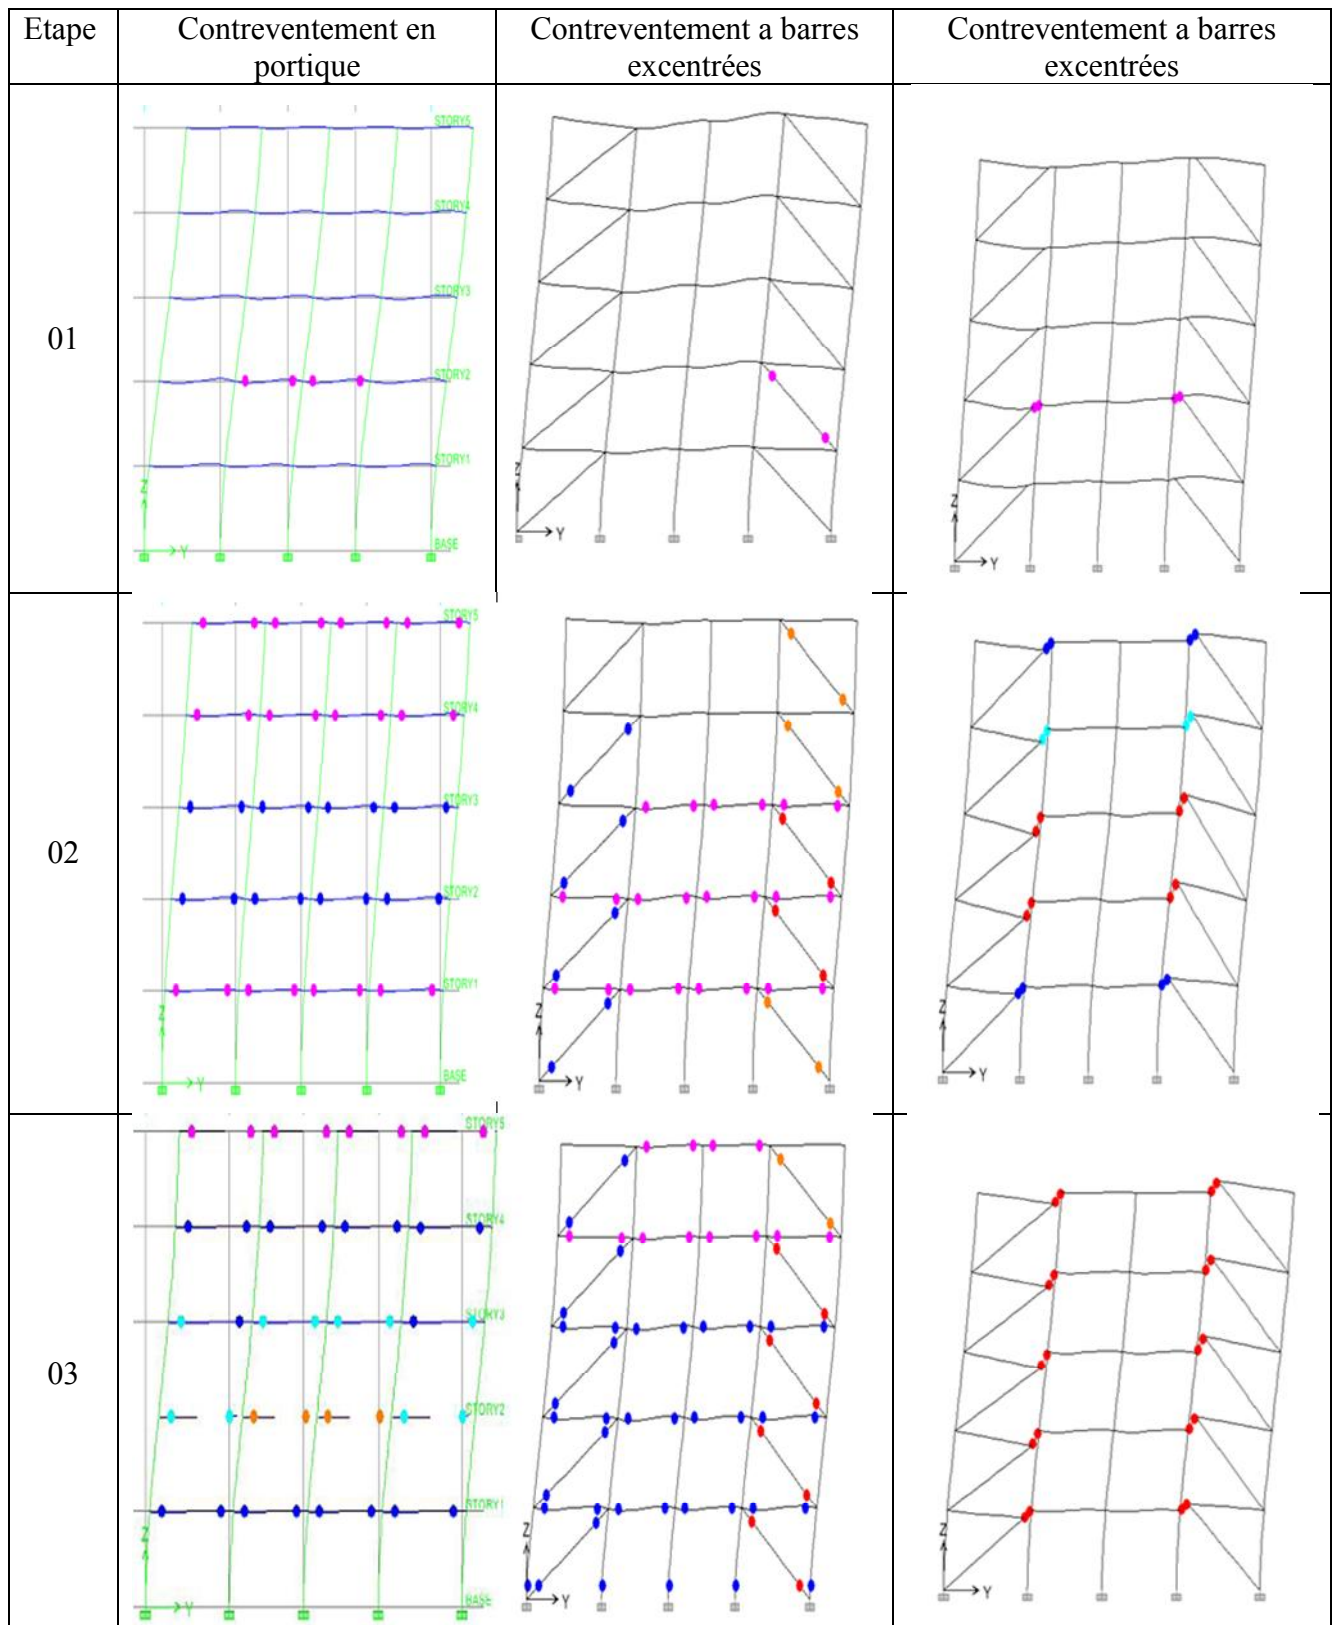 Etape
Contreventement en
portique
Contreventement a barres
excentrées
Contreventement a barres
excentrées
01
STORY5
STORY4
STORY3
STORY2
STORY1
BASE
Z
Y
Z
Y
Z
Y
02
STORY5
STORY4
STORY3
STORY2
STORY1
BASE
Z
Y
Z
Y
Z
Y
03
STORY5
STORY4
STORY3
STORY2
STORY1
BASE
Z
Y
Z
Y
Z
Y